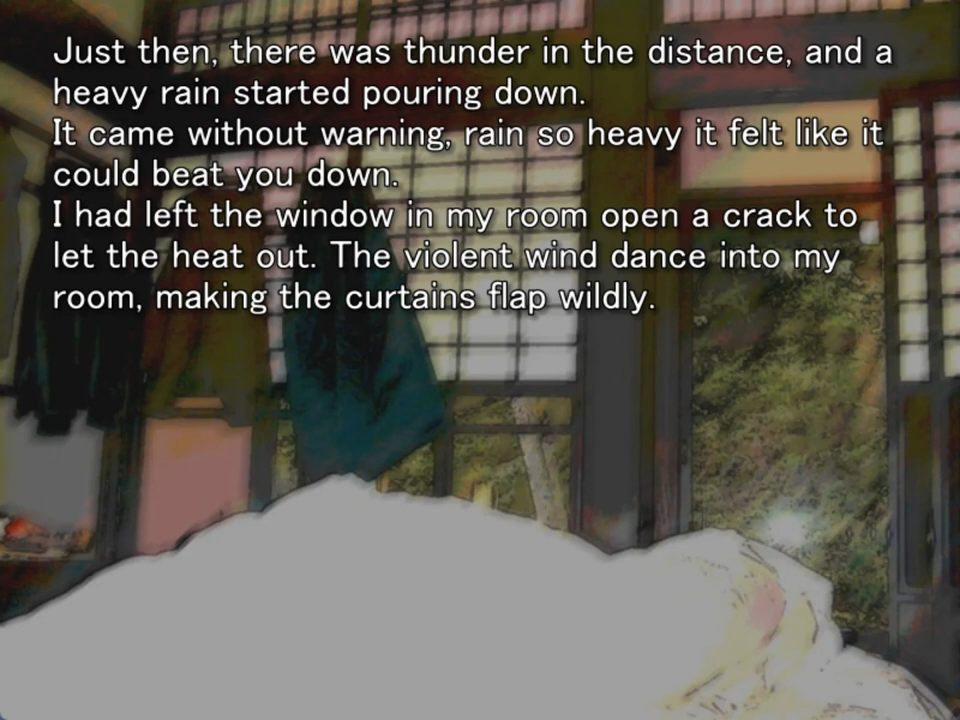 Just then, there was thunder in the distance, and a
heavy rain started pouring down.
It came without warning, rain so heavy it felt like it
could beat you down.
I had left the window in my room open a crack to
let the heat out. The violent wind dance into my
room, making the curtains flap wildly.